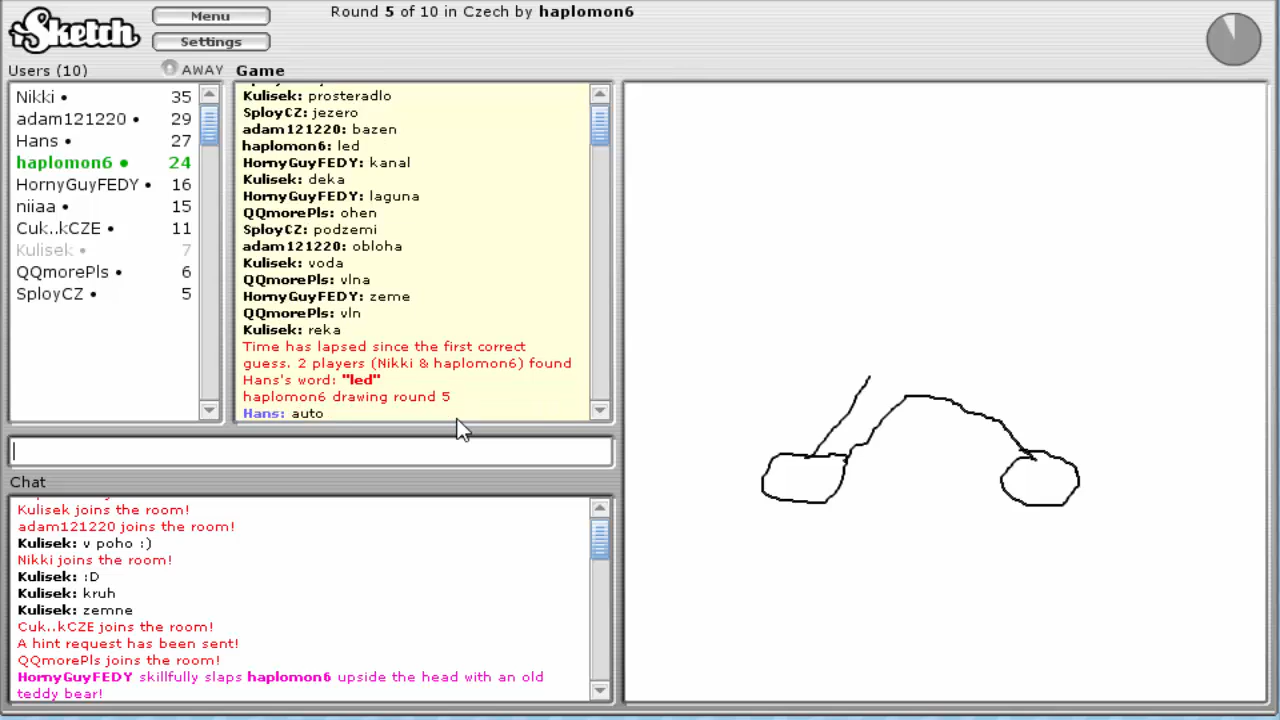 iSketch
Menu
Settings
Round 5 of 10 in Czech by haplomon6
Users (10)
AWAY
Nikki • 35
adam121220 • 29
Hans • 27
haplomon6 • 24
HornyGuyFEDY • 16
niiaa • 15
Cuk..kCZE • 11
Kulisek • 7
QQmorePls • 6
SployCZ • 5
Game
Kulisek: prosteradlo
SployCZ: jezero
adam121220: bazen
haplomon6: led
HornyGuyFEDY: kanal
Kulisek: deka
HornyGuyFEDY: laguna
QQmorePls: ohen
SployCZ: podzemi
adam121220: obloha
Kulisek: voda
QQmorePls: vlna
HornyGuyFEDY: zeme
QQmorePls: vln
Kulisek: reka
Time has lapsed since the first correct
guess. 2 players (Nikki & haplomon6) found
Hans's word: "led"
haplomon6 drawing round 5
Hans: auto
Chat
Kulisek joins the room!
adam121220 joins the room!
Kulisek: v poho :)
Nikki joins the room!
Kulisek: :D
Kulisek: kruh
Kulisek: zemne
Cuk..kCZE joins the room!
A hint request has been sent!
QQmorePls joins the room!
HornyGuyFEDY skillfully slaps haplomon6 upside the head with an old
teddy bear!